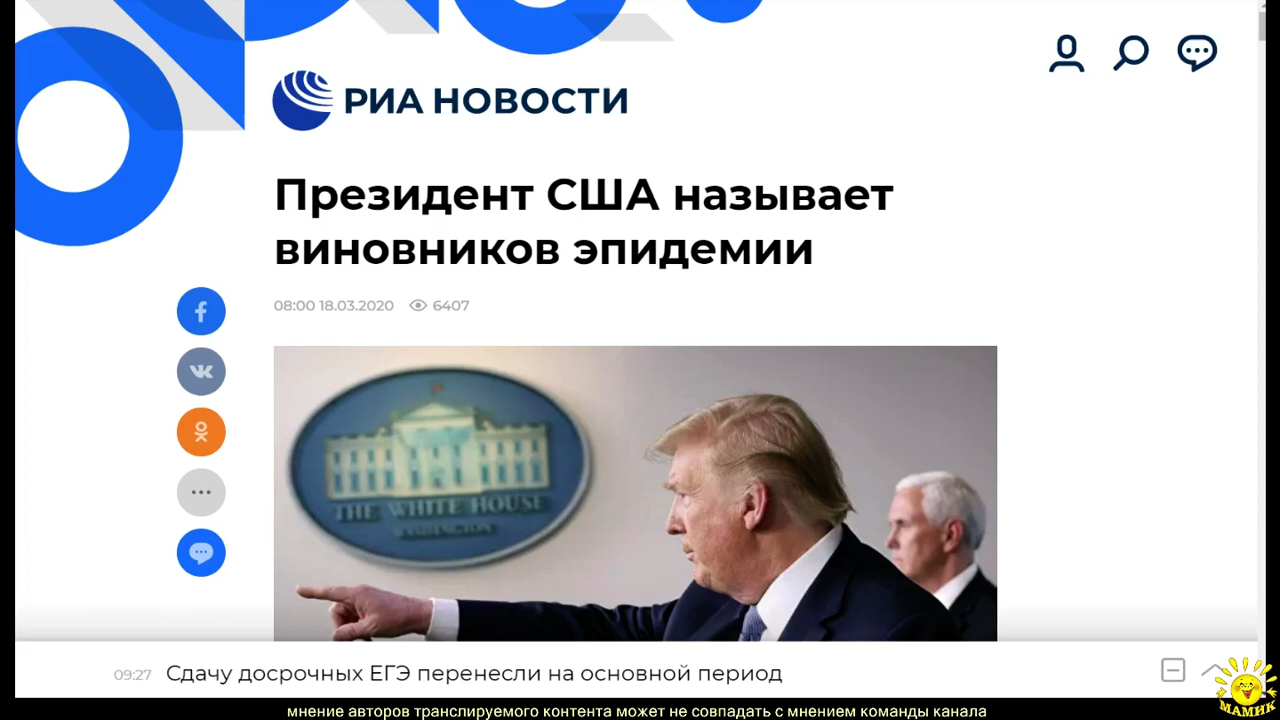 РИА НОВОСТИ
Президент США называет
виновников эпидемии
08:00 18.03.2020 6407
THE WHITE HOUSE
WASHINGTON
09:27 Сдачу досрочных ЕГЭ перенесли на основной период
МАМИК
мнение авторов транслируемого контента может не совпадать с мнением команды канала